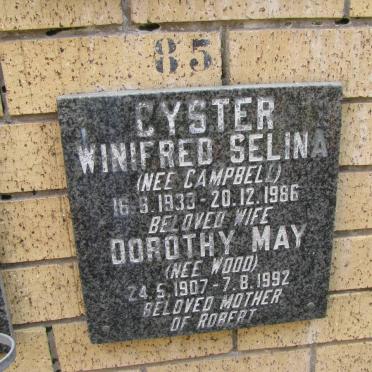 85
CYSTER
WINIFRED SELINA
(NEE CAMPBELL)
16.9.1933 - 20.12.1986
BELOVED WIFE
DOROTHY MAY
(NEE WOOD)
24.5.1907 - 7.8.1992
BELOVED MOTHER
OF ROBERT